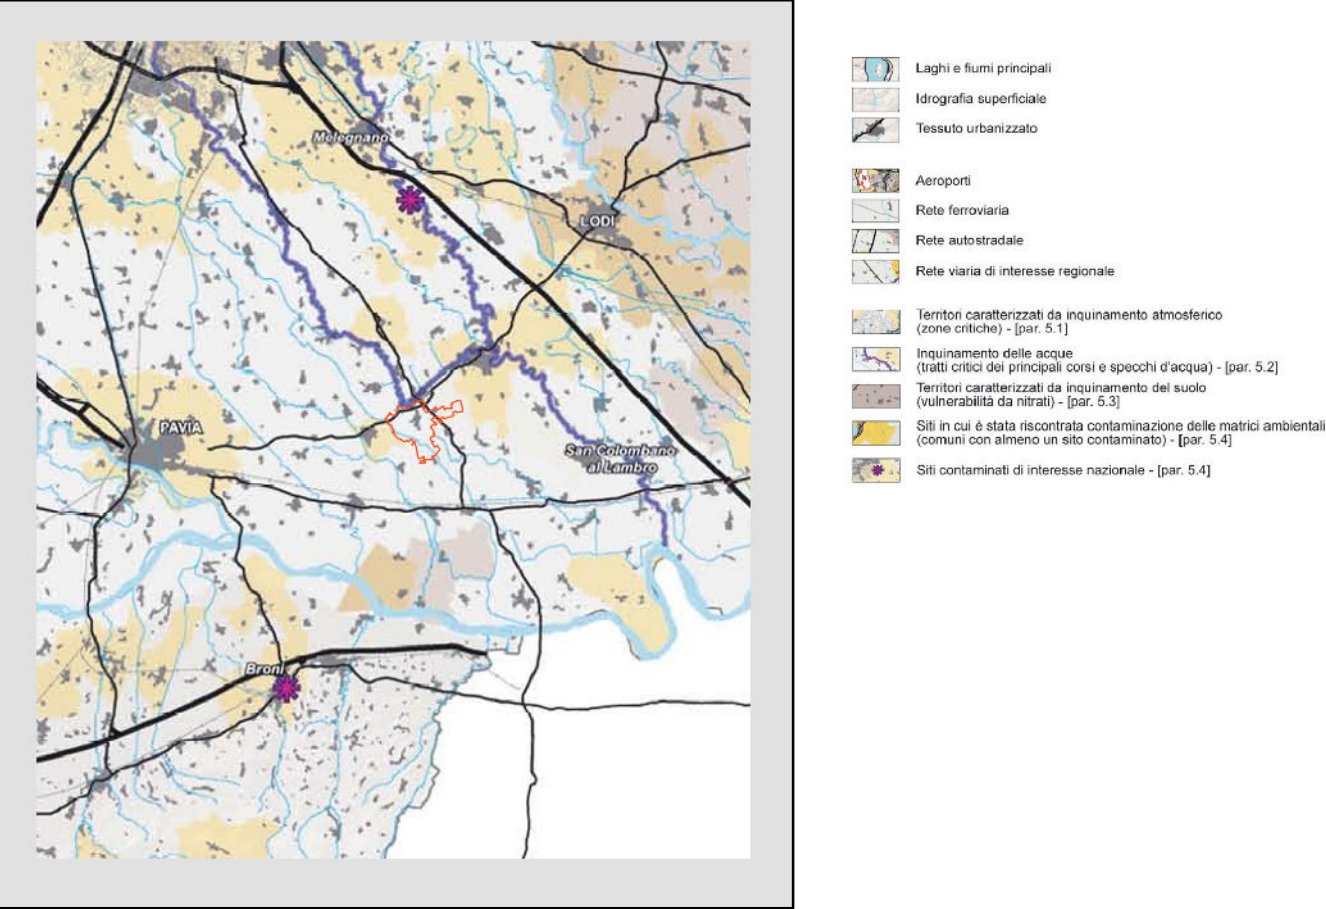 Melegnano
LODI
PAVIA
San Colombano
al Lambro
Broni
Laghi e fiumi principali
Idrografia superficiale
Tessuto urbanizzato
Aeroporti
Rete ferroviaria
Rete autostradale
Rete viaria di interesse regionale
Territori caratterizzati da inquinamento atmosferico
(zone critiche) - [par. 5.1]
Inquinamento delle acque
(tratti critici dei principali corsi e specchi d'acqua) - [par. 5.2]
Territori caratterizzati da inquinamento del suolo
(vulnerabilità da nitrati) - [par. 5.3]
Siti in cui è stata riscontrata contaminazione delle matrici ambientali
(comuni con almeno un sito contaminato) - [par. 5.4]
Siti contaminati di interesse nazionale - [par. 5.4]